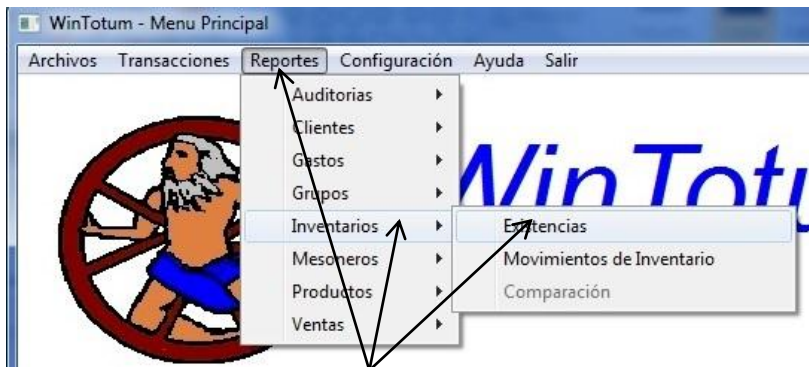 WinTotum - Menu Principal
Archivos Transacciones Reportes Configuración Ayuda Salir
Auditorias
Clientes
Gastos
Grupos
Inventarios
Mesoneros
Productos
Ventas
WinTotu
Existencias
Movimientos de Inventario
Comparación